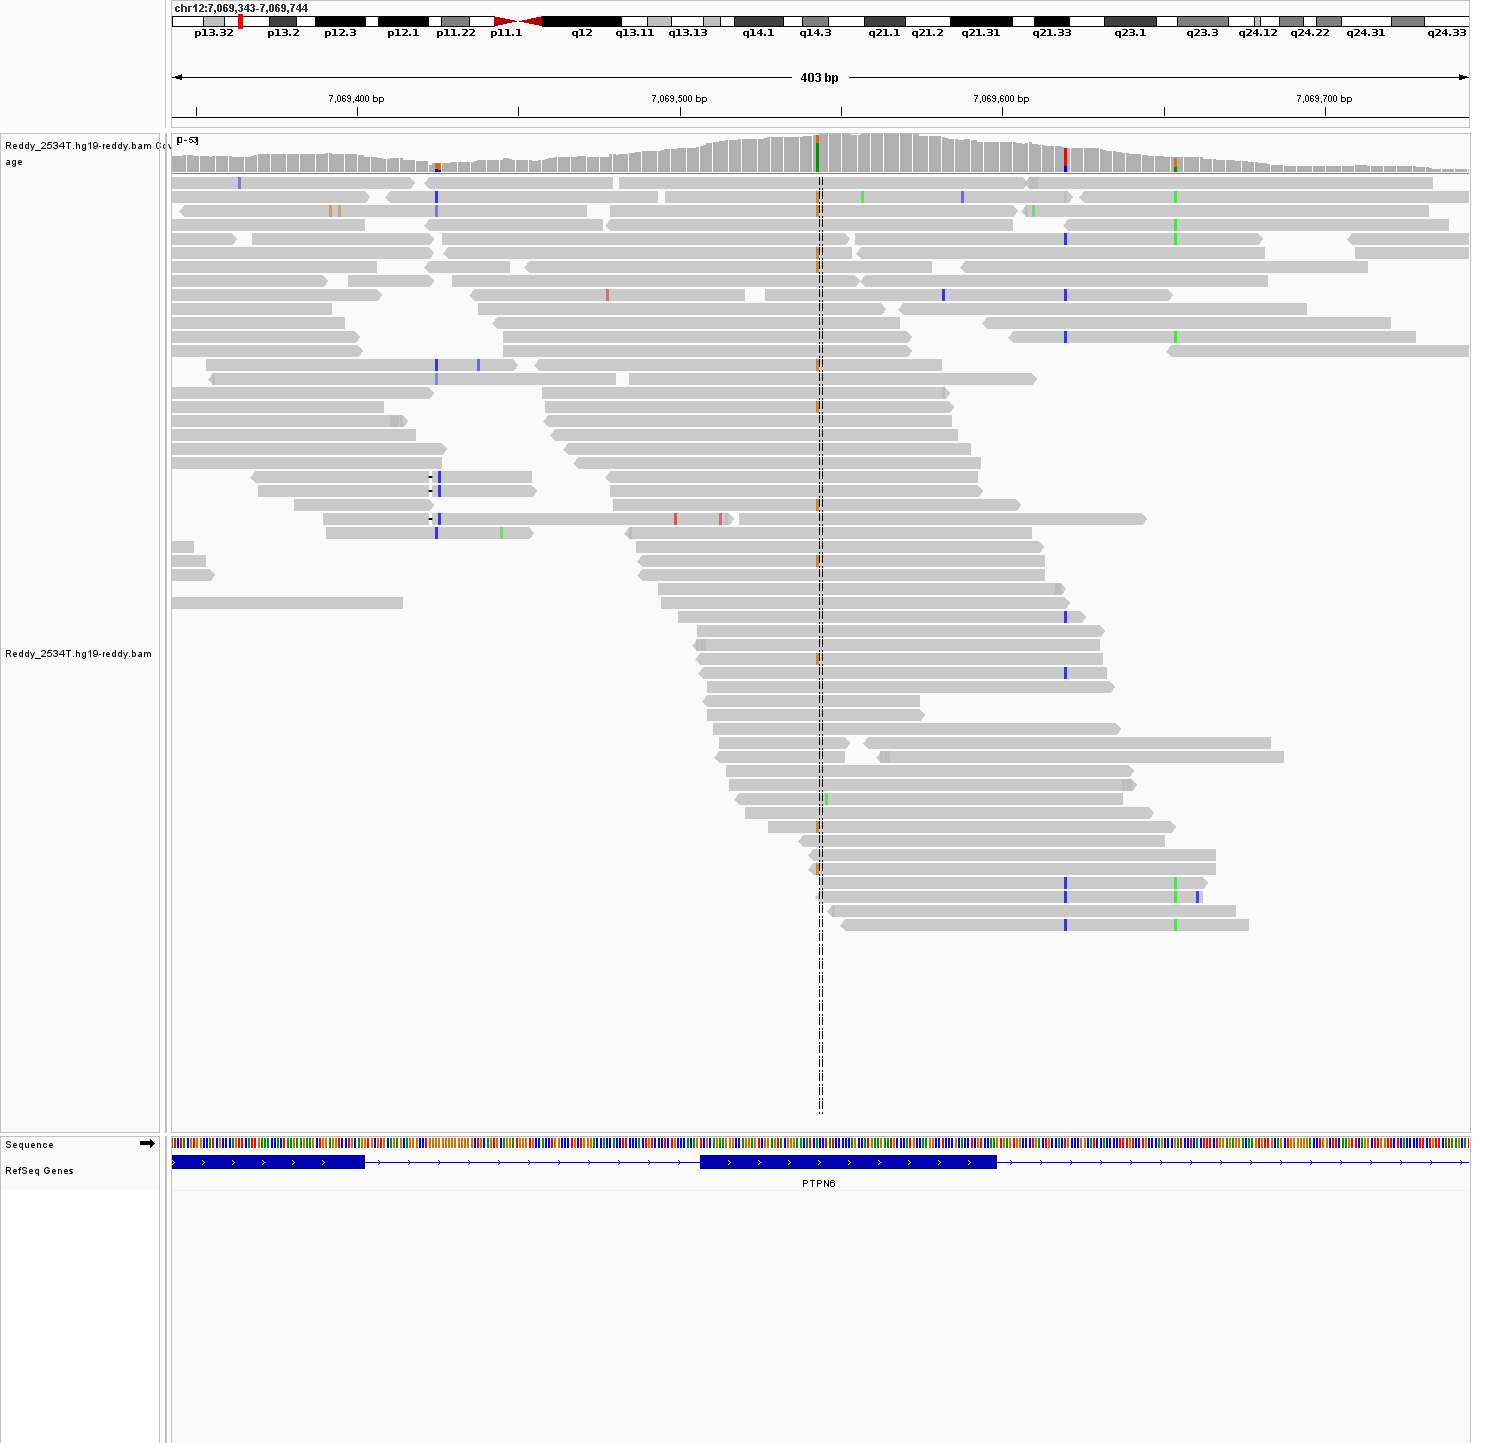 chr12:7,069,343-7,069,744
p13.32 p13.2 p12.3 p12.1 p11.22 p11.1 q12 q13.11 q13.13 q14.1 q14.3 q21.1 q21.2 q21.31 q21.33 q23.1 q23.3 q24.12 q24.22 q24.31 q24.33
403 bp
7,069,400 bp 7,069,500 bp 7,069,600 bp 7,069,700 bp
Reddy_2534T.hg19-reddy.bam Cov
age
[0 - 53]
Reddy_2534T.hg19-reddy.bam
Sequence
RefSeq Genes
PTPN6